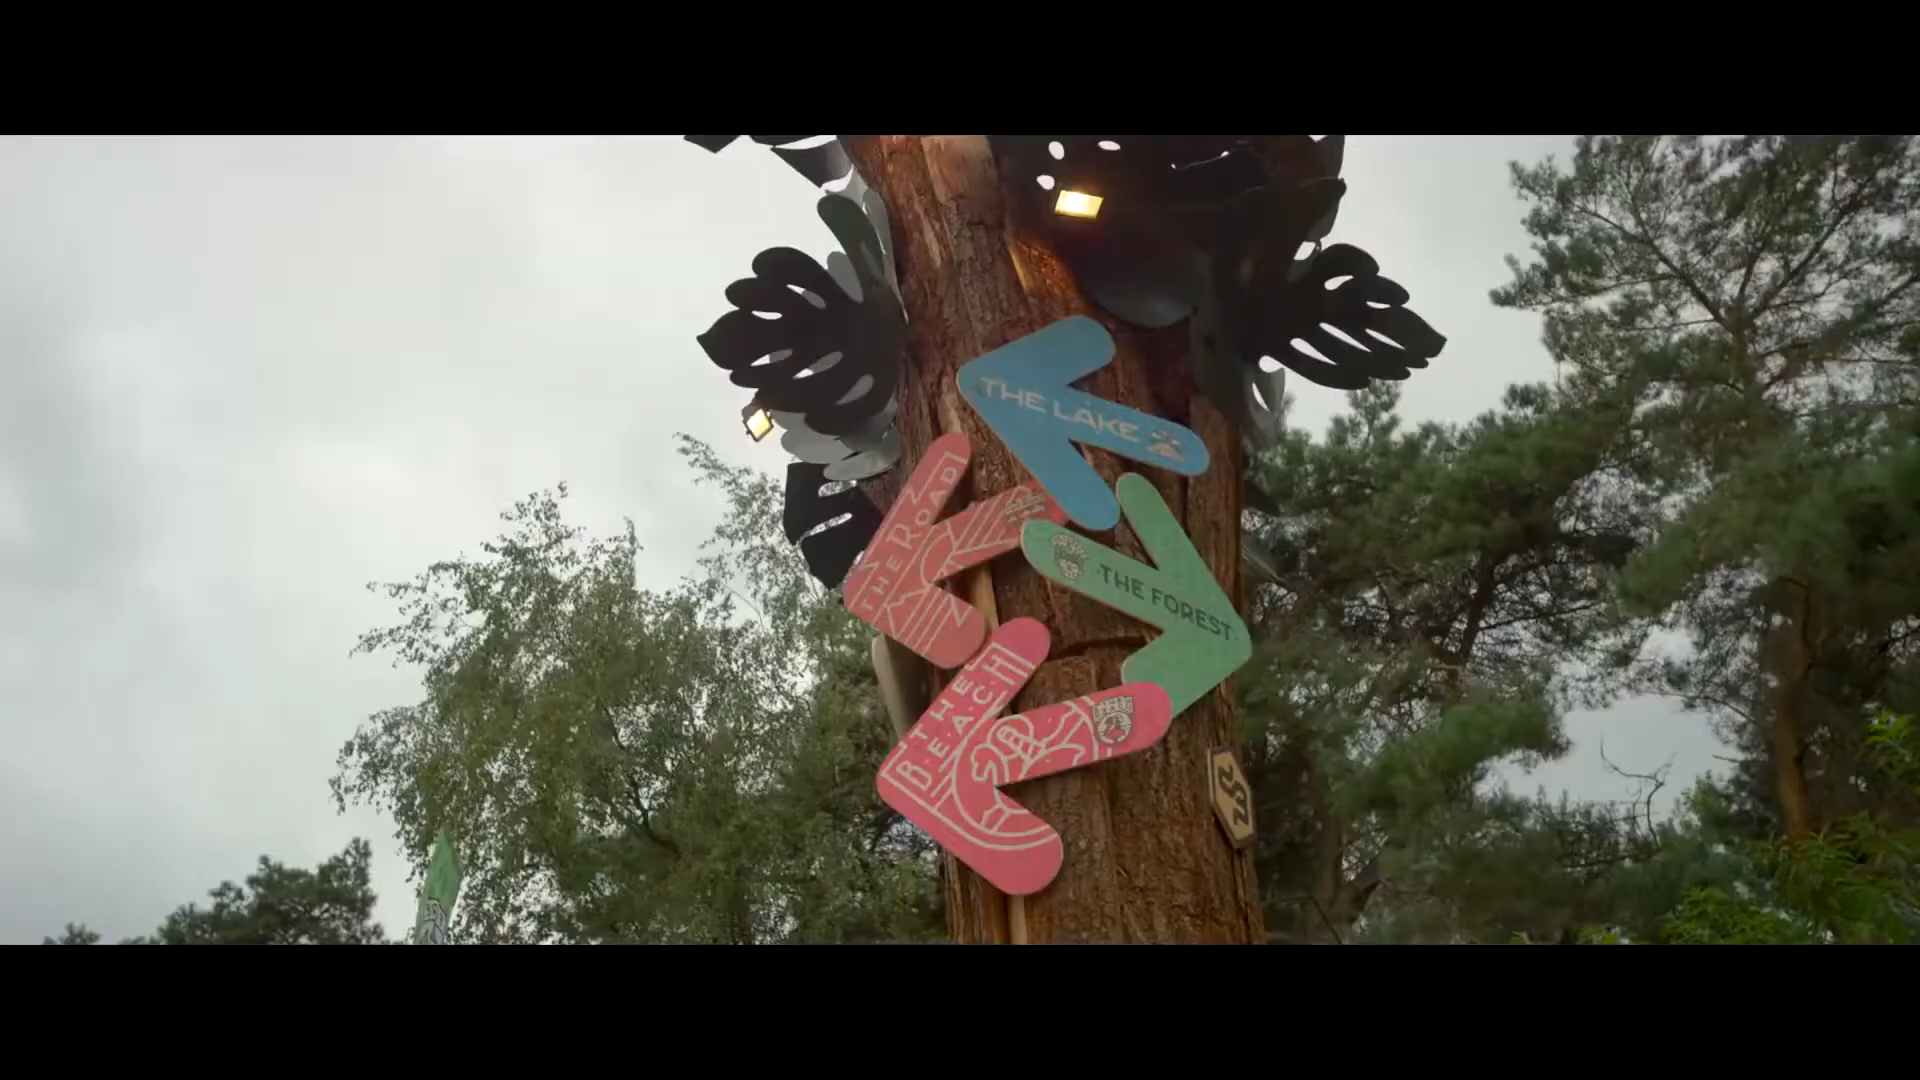 THE LAKE
THE ROAD
THE FOREST
THE
BEACH